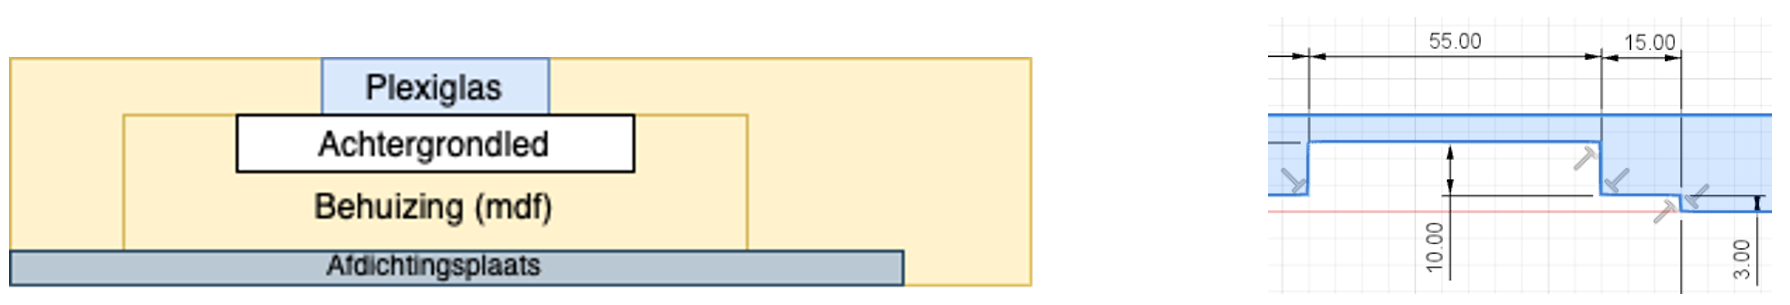 Plexiglas
Achtergrondled
Behuizing (mdf)
Afdichtingsplaats
55.00
15.00
10.00
3.00